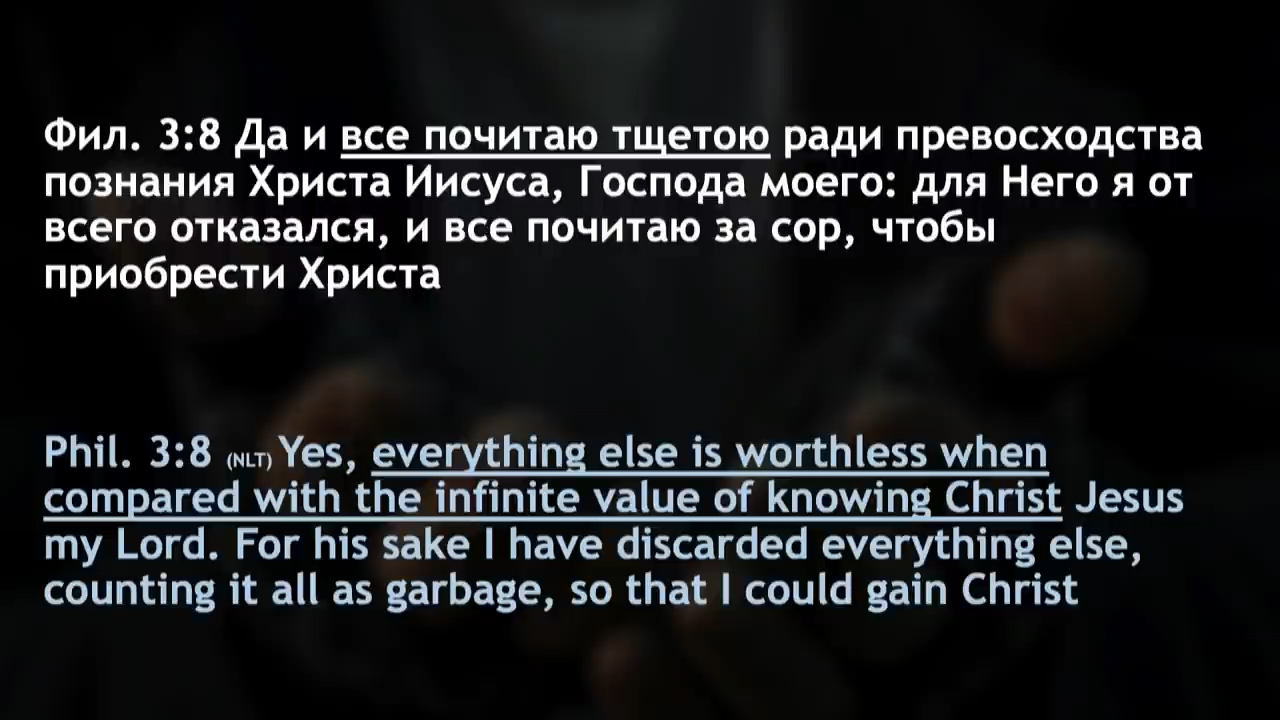 Фил. 3:8 Да и все почитаю тщетою ради превосходства
познания Христа Иисуса, Господа моего: для Него я от
всего отказался, и все почитаю за сор, чтобы
приобрести Христа
Phil. 3:8 (NLT) Yes, everything else is worthless when
compared with the infinite value of knowing Christ Jesus
my Lord. For his sake I have discarded everything else,
counting it all as garbage, so that I could gain Christ